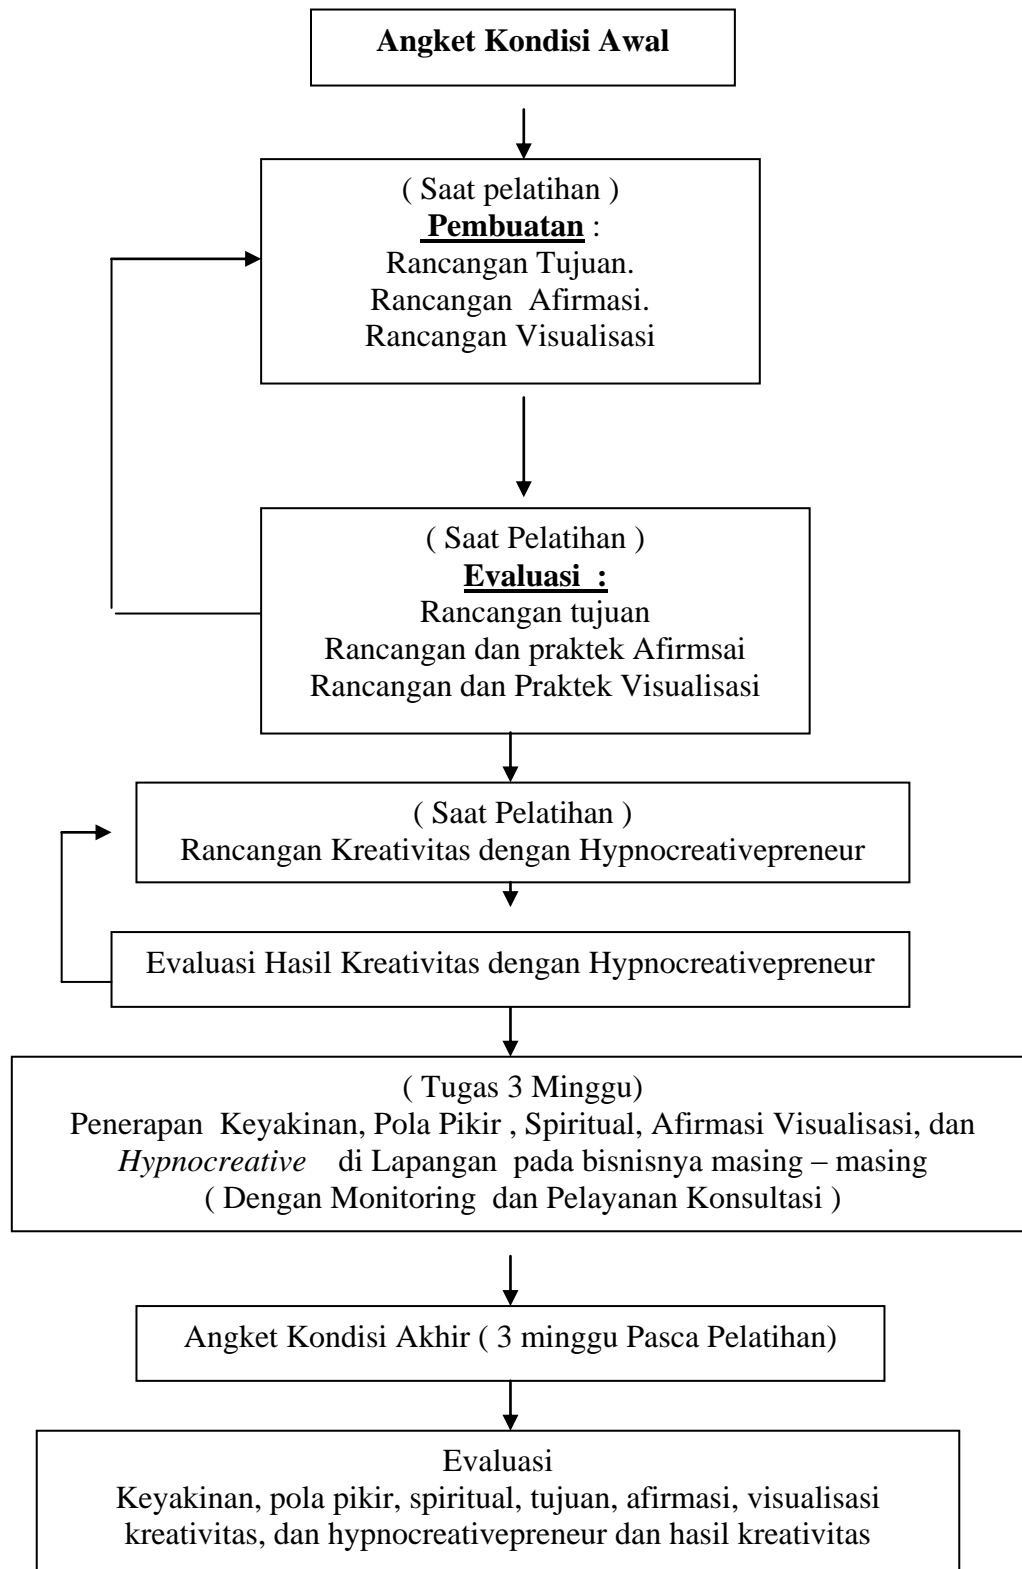 Angket Kondisi Awal
( Saat pelatihan )
Pembuatan :
Rancangan Tujuan.
Rancangan Afirmasi.
Rancangan Visualisasi
( Saat Pelatihan )
Evaluasi :
Rancangan tujuan
Rancangan dan praktek Afirmsai
Rancangan dan Praktek Visualisasi
( Saat Pelatihan )
Rancangan Kreativitas dengan Hypnocreativepreneur
Evaluasi Hasil Kreativitas dengan Hypnocreativepreneur
( Tugas 3 Minggu)
Penerapan Keyakinan, Pola Pikir , Spiritual, Afirmasi Visualisasi, dan
Hypnocreative di Lapangan pada bisnisnya masing – masing
( Dengan Monitoring dan Pelayanan Konsultasi )
Angket Kondisi Akhir ( 3 minggu Pasca Pelatihan)
Evaluasi
Keyakinan, pola pikir, spiritual, tujuan, afirmasi, visualisasi
kreativitas, dan hypnocreativepreneur dan hasil kreativitas